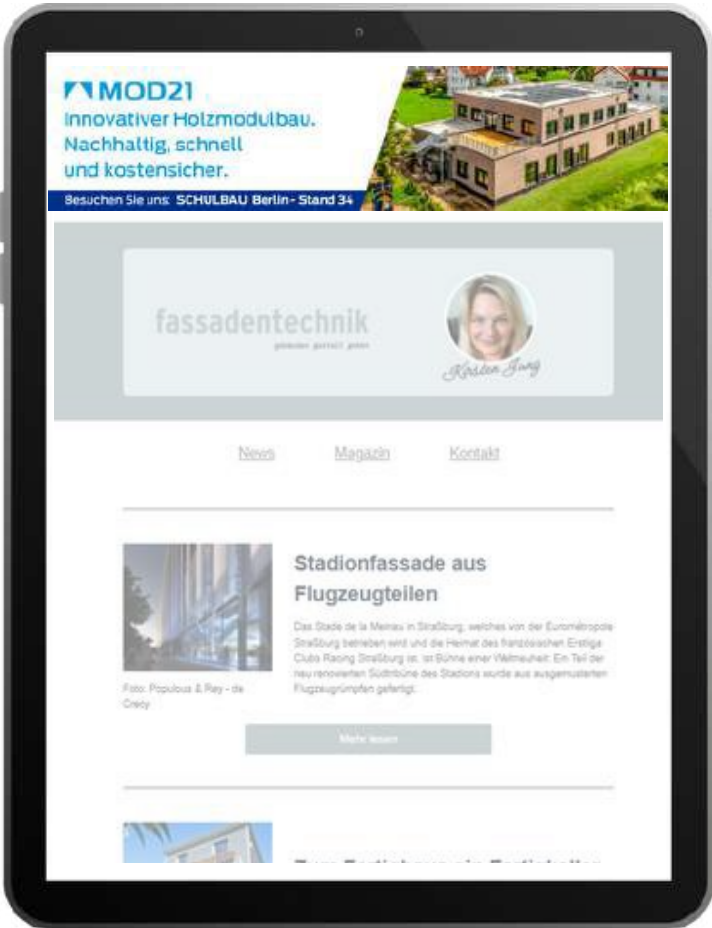 MOD21
Innovativer Holzmodulbau.
Nachhaltig, schnell
und kostensicher.
Besuchen Sie uns: SCHULBAU Berlin - Stand 34
fassadentechnik
Kirsten Jung
News
Magazin
Kontakt
Stadionfassade aus
Flugzeugteilen
Das Stade de la Meinau in Straßburg, welches von der Eurométropole
Straßburg betrieben wird und die Heimat des französischen Erstliga
Clubs Racing Straßburg ist, ist Bühne einer Weltneuheit: Ein Teil der
neu renovierten Südtribüne des Stadions wurde aus ausgemusterten
Flugzeugrümpfen gefertigt.
Foto: Populous & Rey - de
Crécy
Mehr lesen